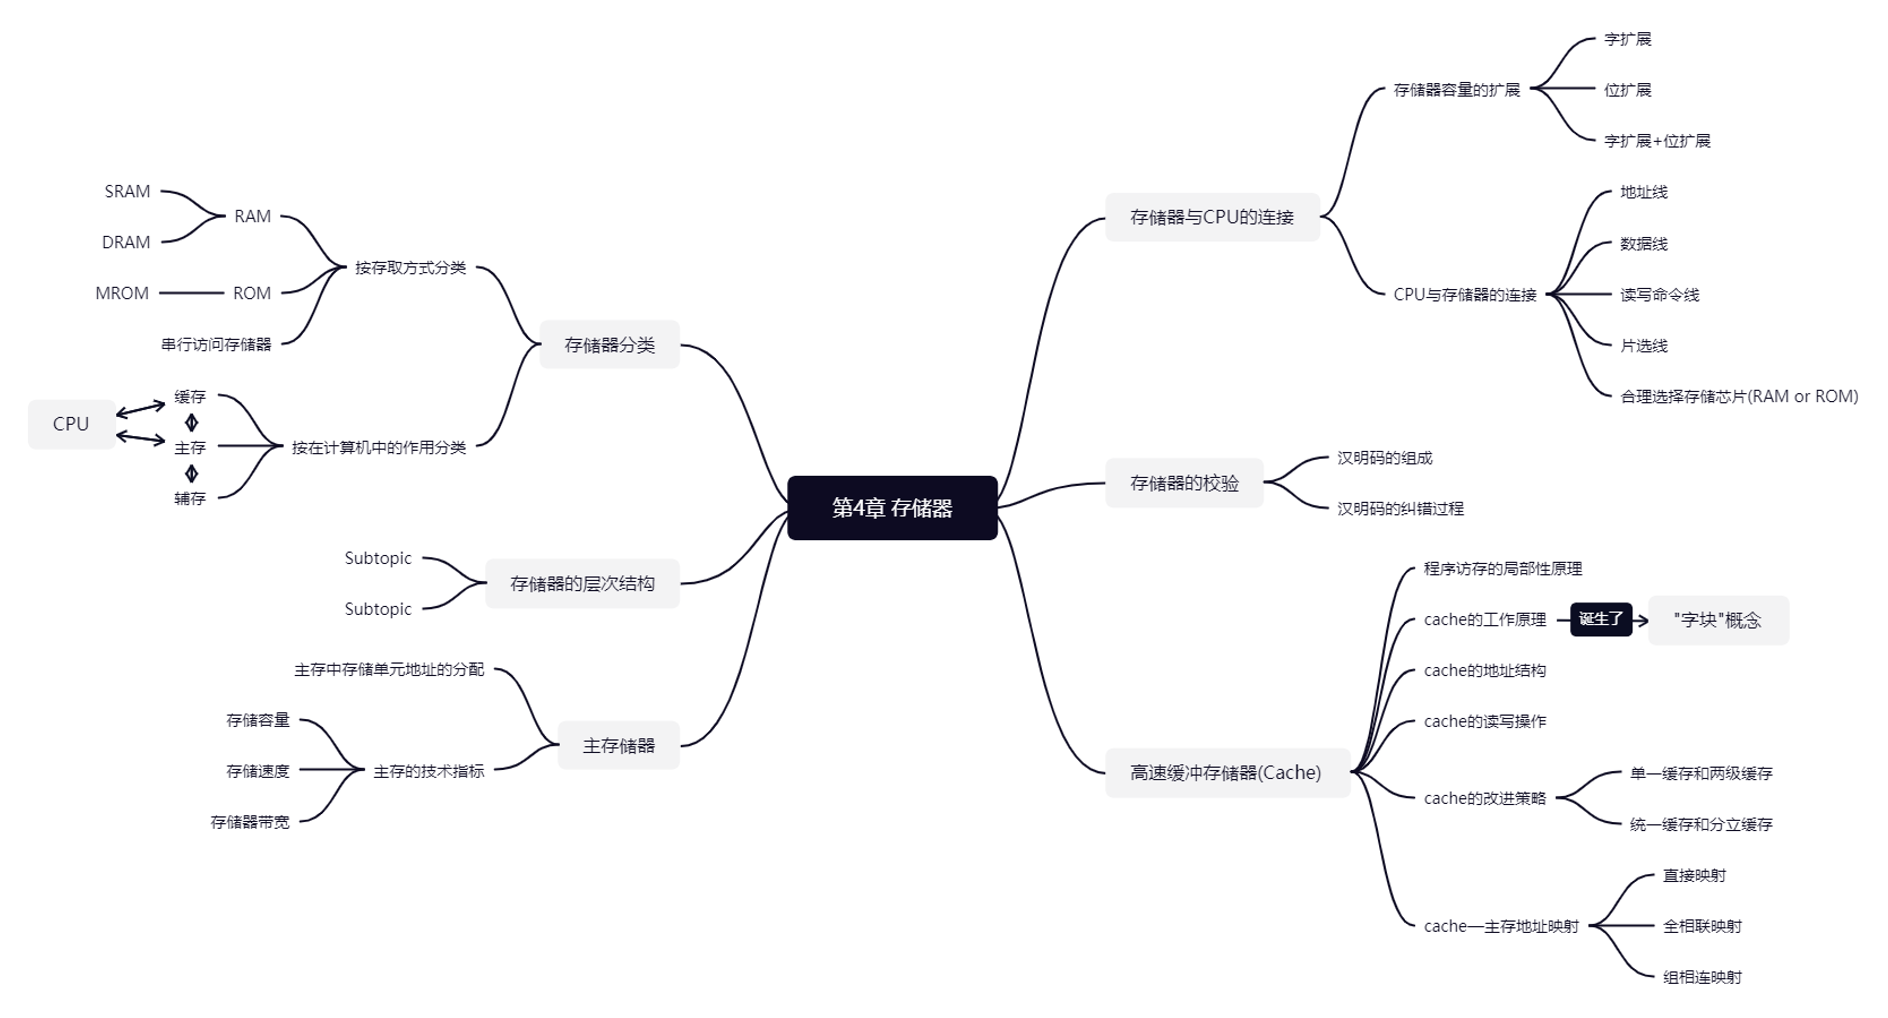 第4章 存储器
存储器分类
按存取方式分类
RAM
SRAM
DRAM
ROM
MROM
串行访问存储器
按在计算机中的作用分类
缓存
主存
辅存
CPU
存储器的层次结构
Subtopic
Subtopic
主存储器
主存中存储单元地址的分配
主存的技术指标
存储容量
存储速度
存储器带宽
存储器与CPU的连接
存储器容量的扩展
字扩展
位扩展
字扩展+位扩展
CPU与存储器的连接
地址线
数据线
读写命令线
片选线
合理选择存储芯片(RAM or ROM)
存储器的校验
汉明码的组成
汉明码的纠错过程
高速缓冲存储器(Cache)
程序访存的局部性原理
cache的工作原理
诞生了
"字块"概念
cache的地址结构
cache的读写操作
cache的改进策略
单一缓存和两级缓存
统一缓存和分立缓存
cache—主存地址映射
直接映射
全相联映射
组相连映射